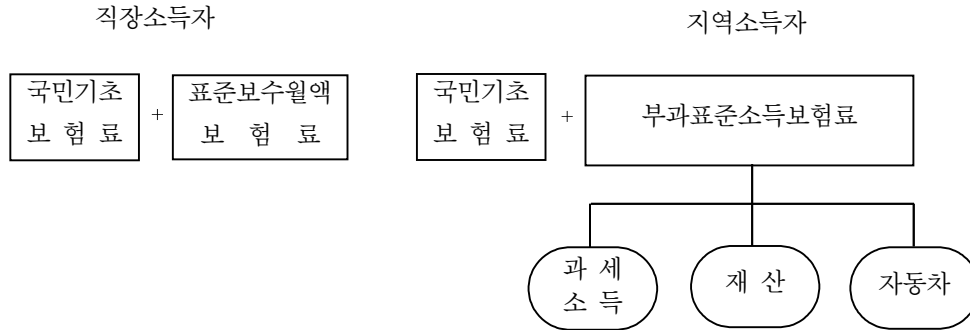 직장소득자
지역소득자
국민기초
보 험 료
+
표준보수월액
보 험 료
국민기초
보 험 료
+
부과표준소득보험료
과 세
소 득
재 산
자동차